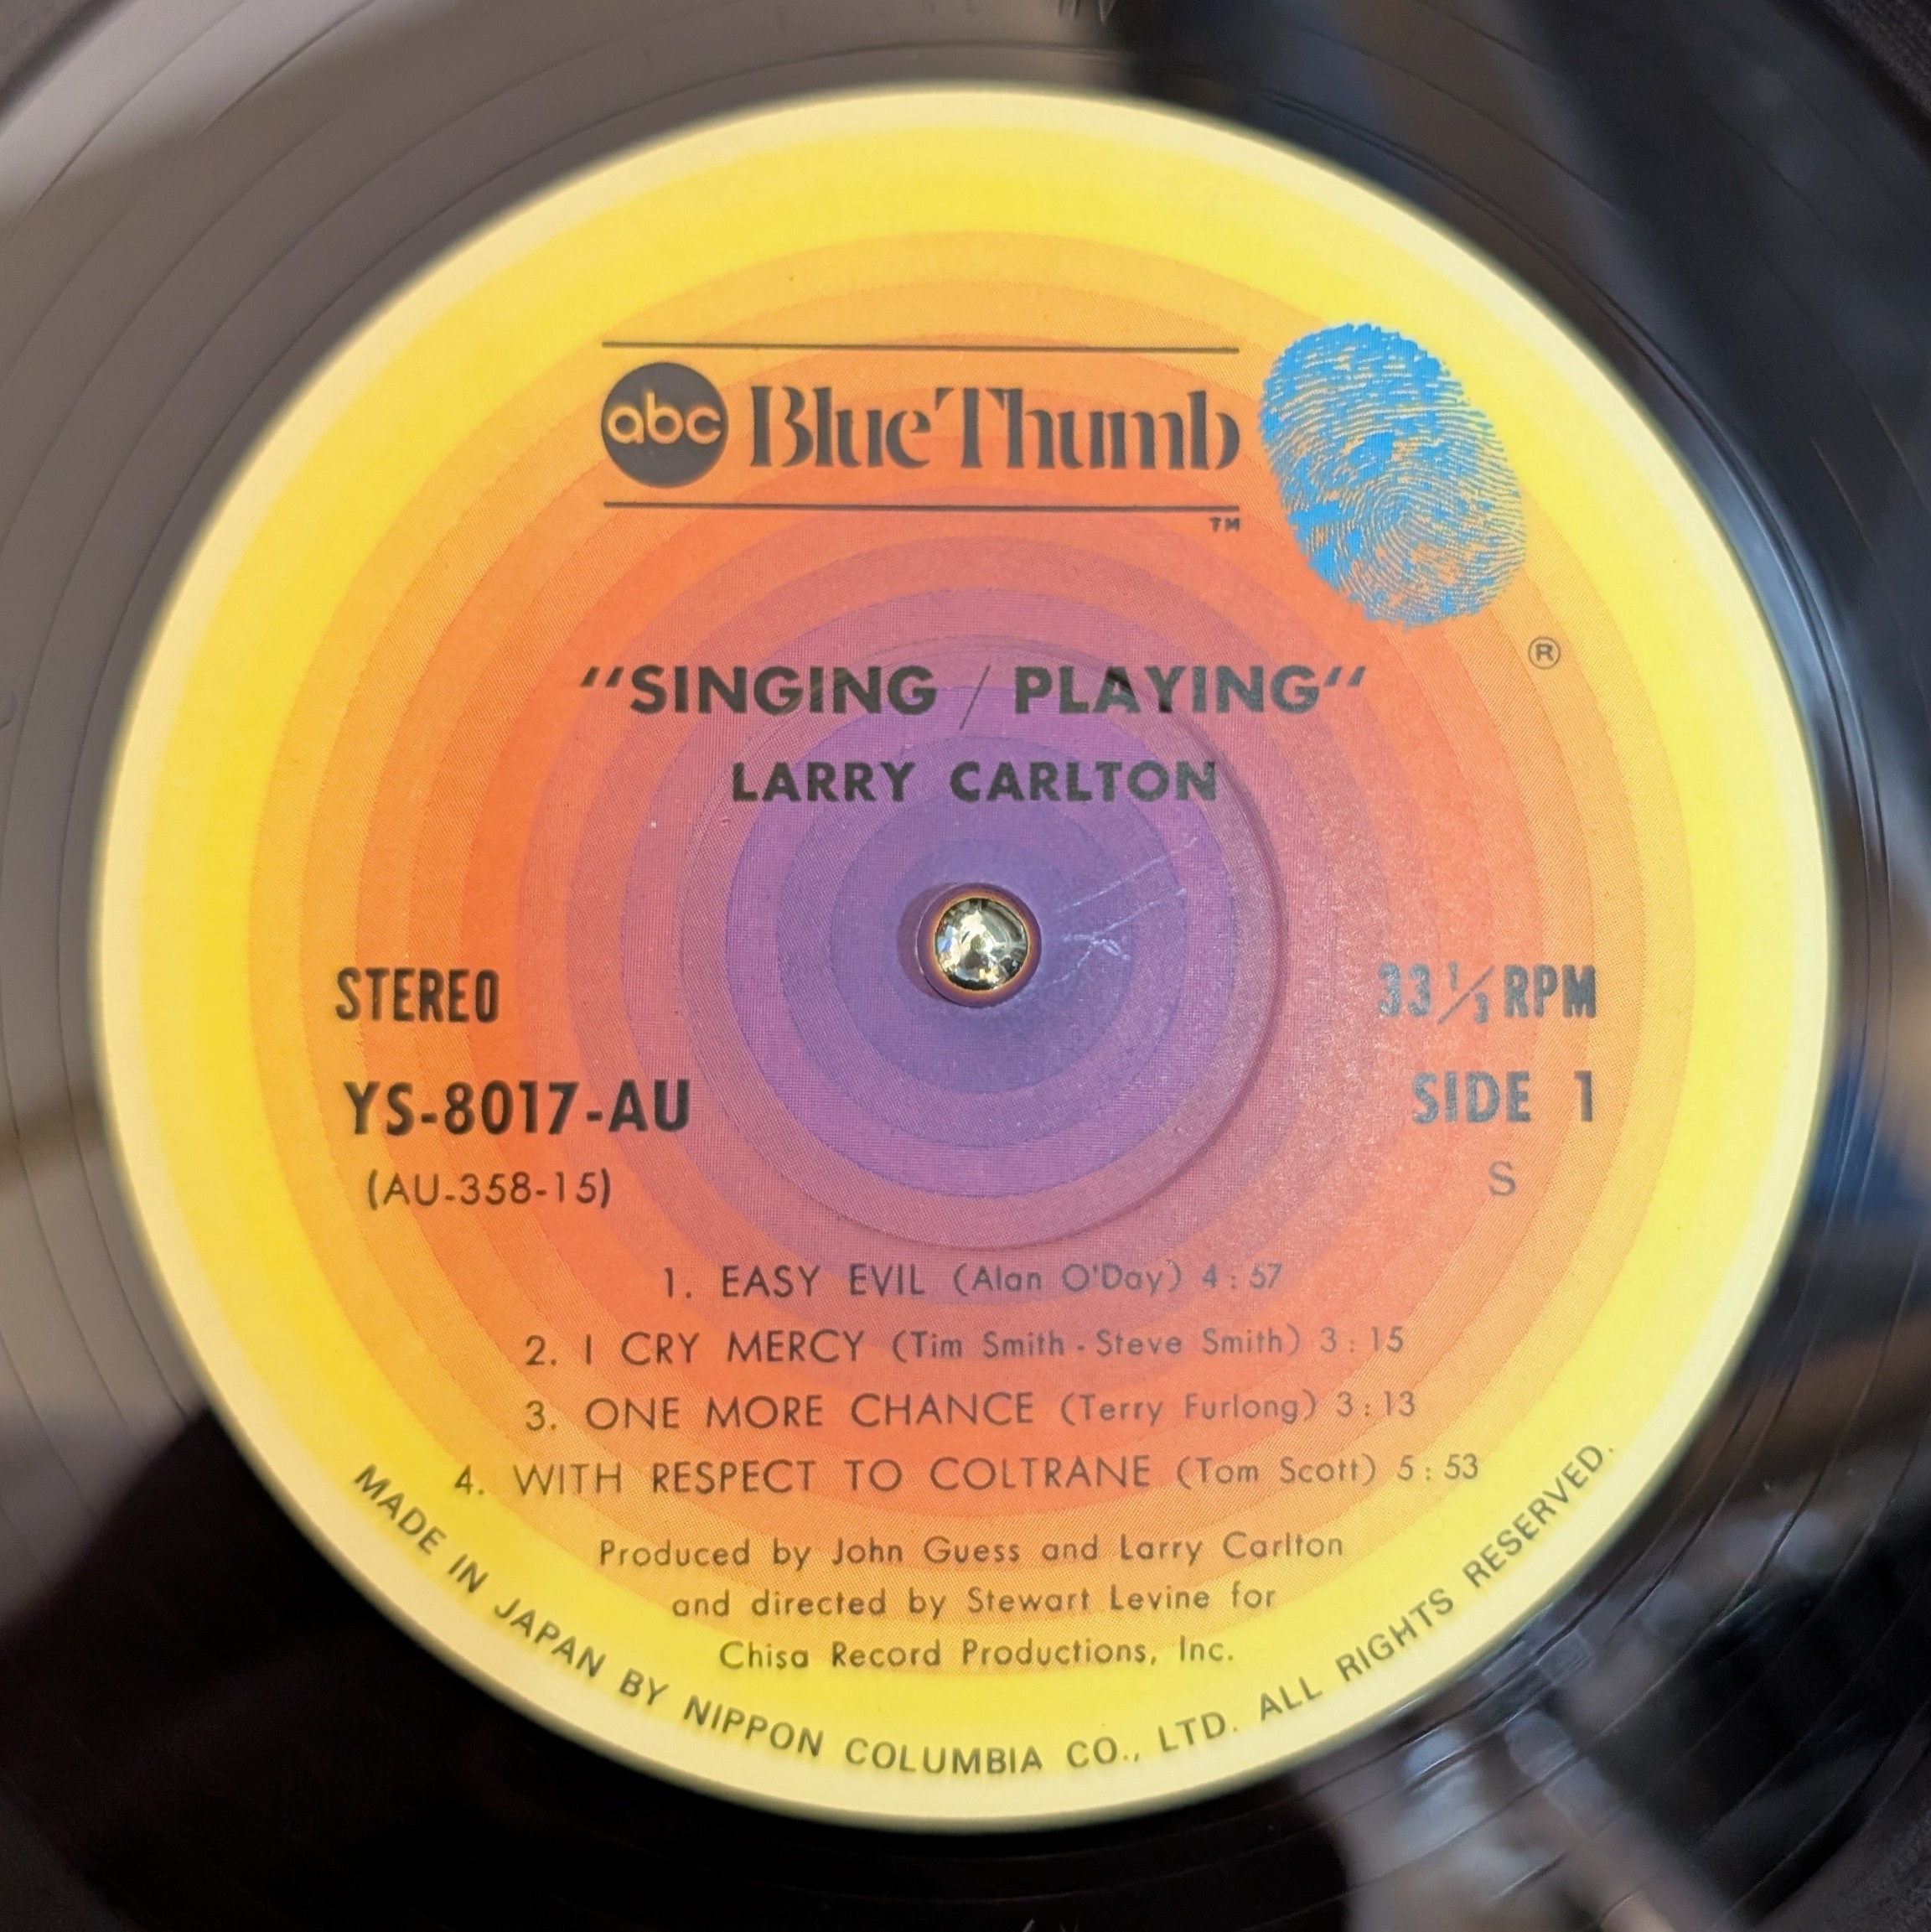 abc Blue Thumb
TM
®
“SINGING / PLAYING“
LARRY CARLTON
STEREO
33 1/3 RPM
YS-8017-AU
SIDE 1
(AU-358-15)
S
1. EASY EVIL (Alan O'Day) 4:57
2. I CRY MERCY (Tim Smith - Steve Smith) 3:15
3. ONE MORE CHANCE (Terry Furlong) 3:13
4. WITH RESPECT TO COLTRANE (Tom Scott) 5:53
Produced by John Guess and Larry Carlton
and directed by Stewart Levine for
Chisa Record Productions, Inc.
MADE IN JAPAN BY NIPPON COLUMBIA CO., LTD. ALL RIGHTS RESERVED.